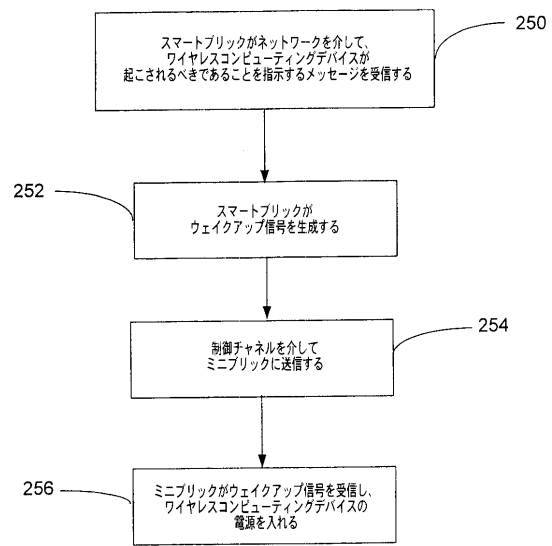 スマートブリックがネットワークを介して、
ワイヤレスコンピューティングデバイスが
起こされるべきであることを指示するメッセージを受信する
250
252
スマートブリックが
ウェイクアップ信号を生成する
制御チャネルを介して
ミニブリックに送信する
254
256
ミニブリックがウェイクアップ信号を受信し、
ワイヤレスコンピューティングデバイスの
電源を入れる